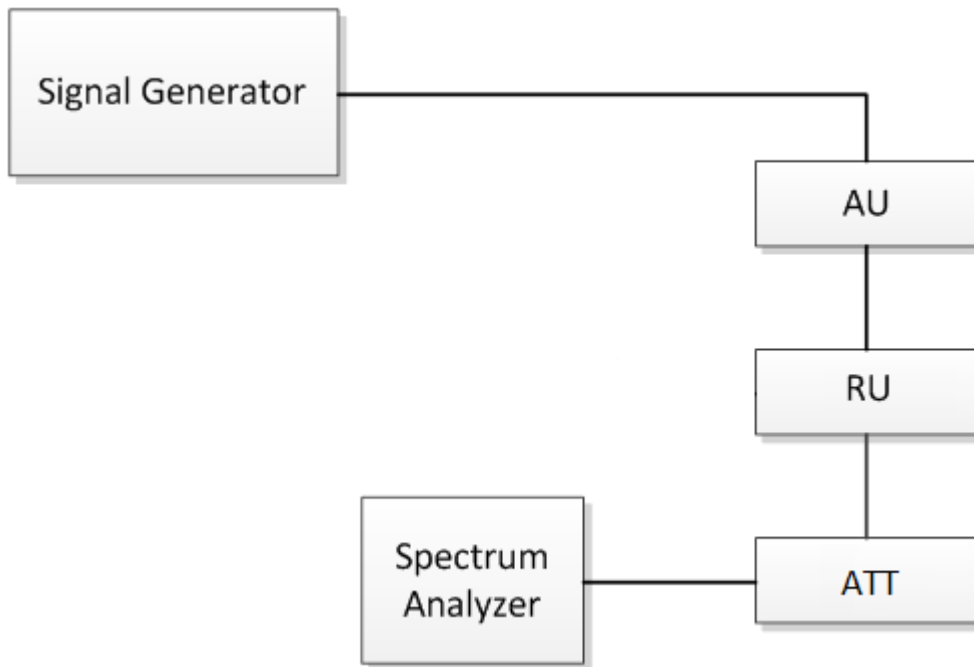 Signal Generator
AU
RU
Spectrum
Analyzer
ATT